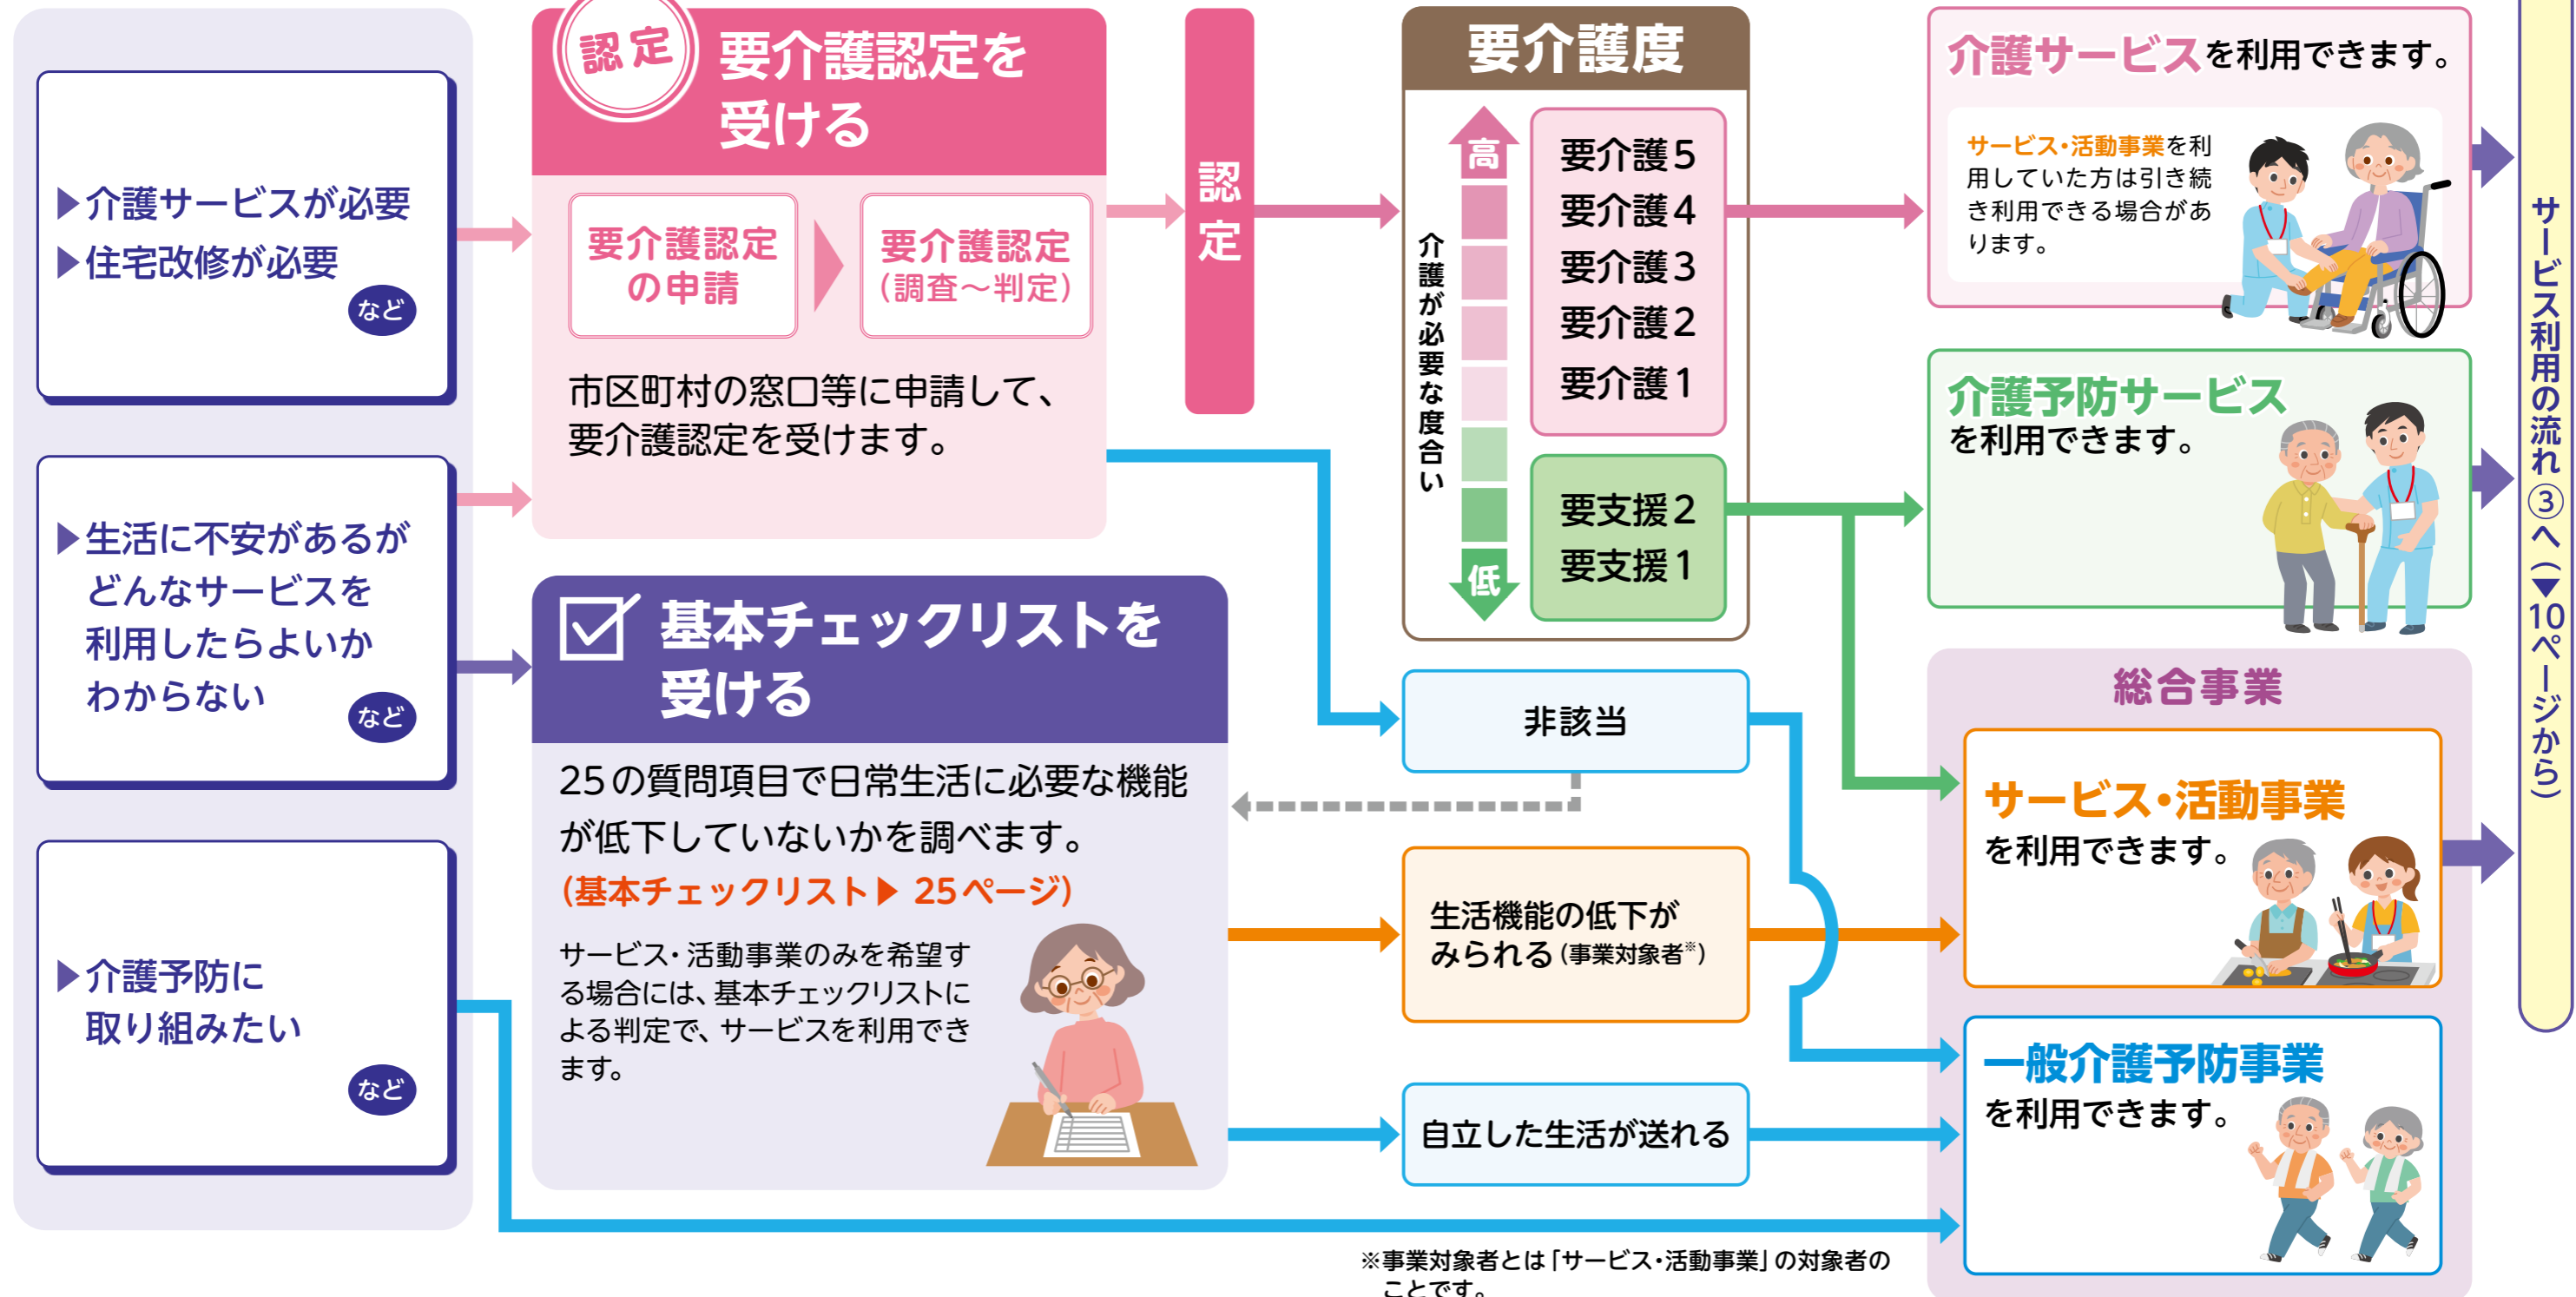 ▶介護サービスが必要
▶住宅改修が必要
など
▶生活に不安があるが
どんなサービスを
利用したらよいか
わからない
など
▶介護予防に
取り組みたい
など
認定
要介護認定を
受ける
要介護認定
の申請
要介護認定
(調査〜判定)
市区町村の窓口等に申請して、
要介護認定を受けます。
基本チェックリストを
受ける
25の質問項目で日常生活に必要な機能
が低下していないかを調べます。
(基本チェックリスト▶ 25ページ)
サービス・活動事業のみを希望す
る場合には、基本チェックリストに
よる判定で、サービスを利用でき
ます。
認定
要介護度
高
介護が必要な度合い
低
要介護5
要介護4
要介護3
要介護2
要介護1
要支援2
要支援1
非該当
生活機能の低下が
みられる(事業対象者※)
自立した生活が送れる
※事業対象者とは「サービス・活動事業」の対象者の
ことです。
介護サービスを利用できます。
サービス・活動事業を利
用していた方は引き続
き利用できる場合があ
ります。
介護予防サービス
を利用できます。
総合事業
サービス・活動事業
を利用できます。
一般介護予防事業
を利用できます。
サービス利用の流れ③へ(▼10ページから)